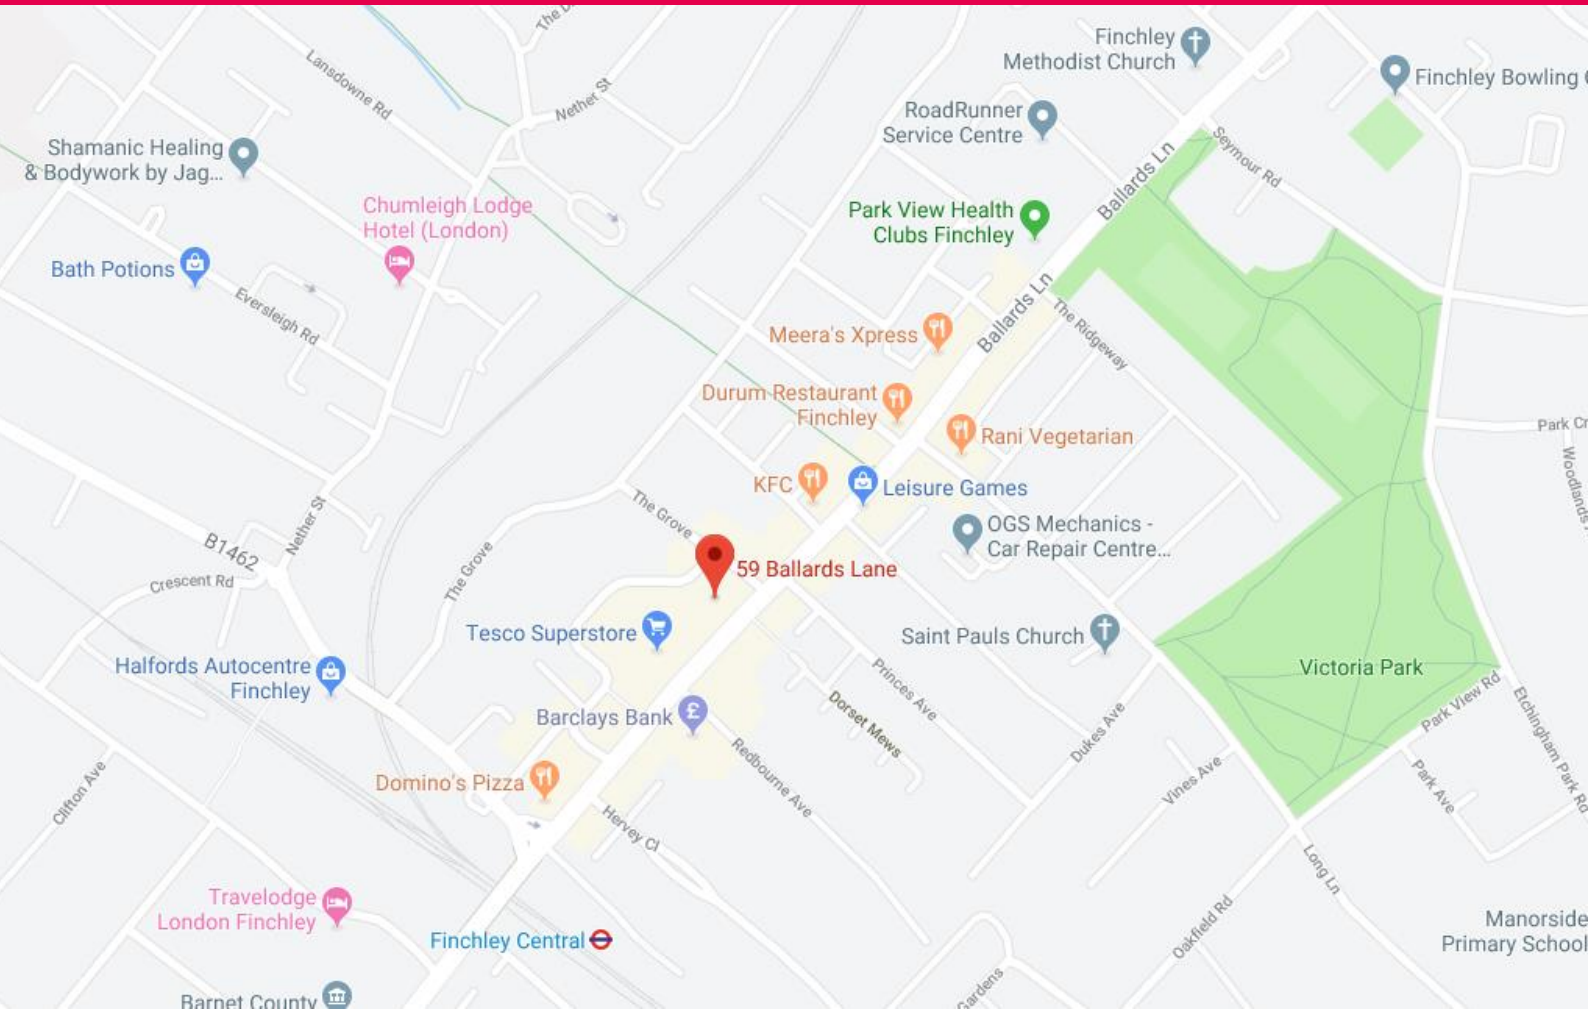 The D
Finchley
Methodist Church
Finchley Bowling
Lansdowne Rd
Nether St
RoadRunner
Service Centre
Shamanic Healing
& Bodywork by Jag...
Seymour Rd
Ballards Ln
Chumleigh Lodge
Hotel (London)
Park View Health
Clubs Finchley
Bath Potions
Eversleigh Rd
Ballards Ln
The Ridgeway
Meera's Xpress
Durum Restaurant
Finchley
Rani Vegetarian
Park Cr
Woodlands
KFC
Leisure Games
The Grove
OGS Mechanics -
Car Repair Centre...
Nether St
B1462
Crescent Rd
The Grove
59 Ballards Lane
Tesco Superstore
Saint Pauls Church
Halfords Autocentre
Finchley
Victoria Park
Princes Ave
Dorset Mews
Park View Rd
Etchingham Park Rd
Barclays Bank
£
Redbourne Ave
Dukes Ave
Vines Ave
Park Ave
Domino's Pizza
Clifton Ave
Hervey Cl
Long Ln
Travelodge
London Finchley
Oakfield Rd
Finchley Central
Manorside
Primary School
Gardens
Barnet County